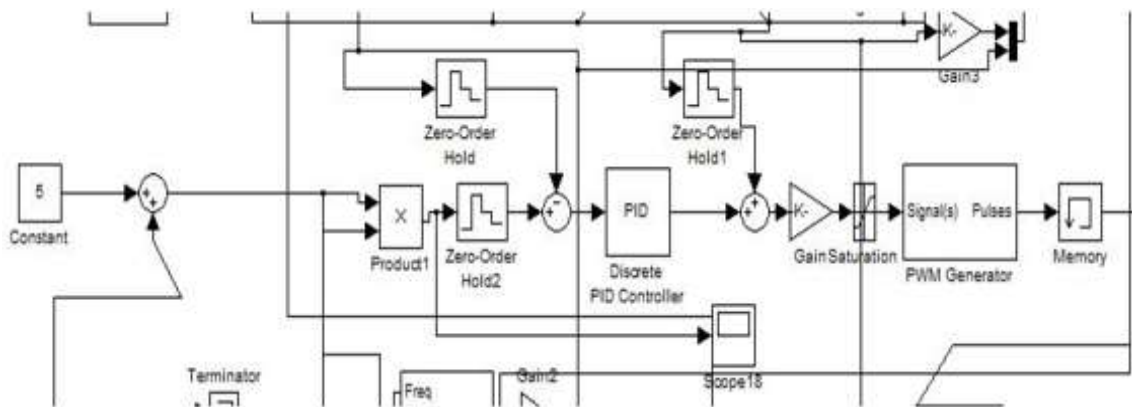 K-
Gain3
Zero-Order
Hold
Zero-Order
Hold1
5
Constant
X
Product1
Zero-Order
Hold2
PID
Discrete
PID Controller
K-
Gain
Saturation
Signal(s) Pulses
PWM Generator
Memory
Scope18
Terminator
Freq
Gain2